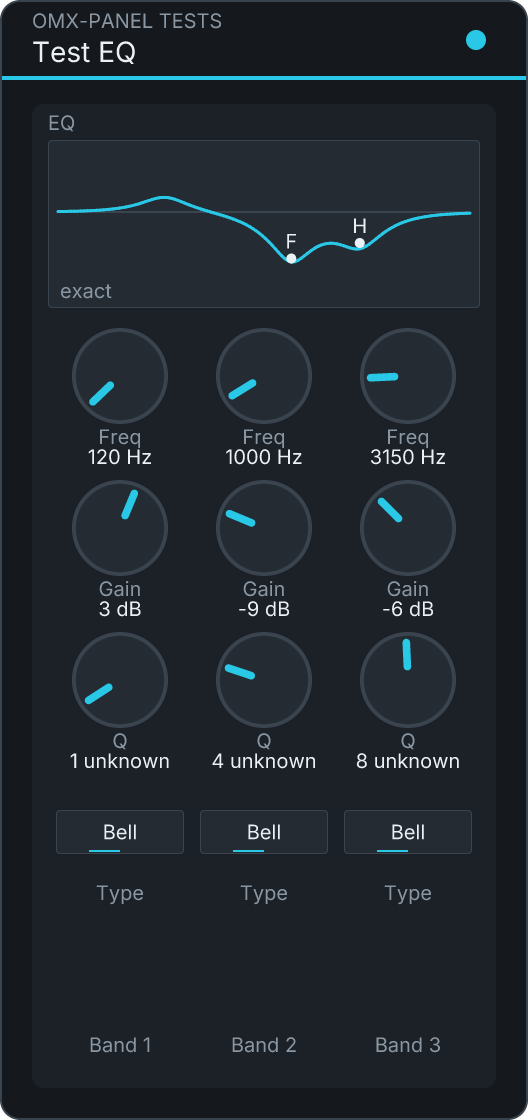 OMX-PANEL TESTS
Test EQ
EQ
F
H
exact
Freq Freq Freq
120 Hz 1000 Hz 3150 Hz
Gain Gain Gain
3 dB -9 dB -6 dB
Q Q Q
1 unknown 4 unknown 8 unknown
Bell Bell Bell
Type Type Type
Band 1 Band 2 Band 3